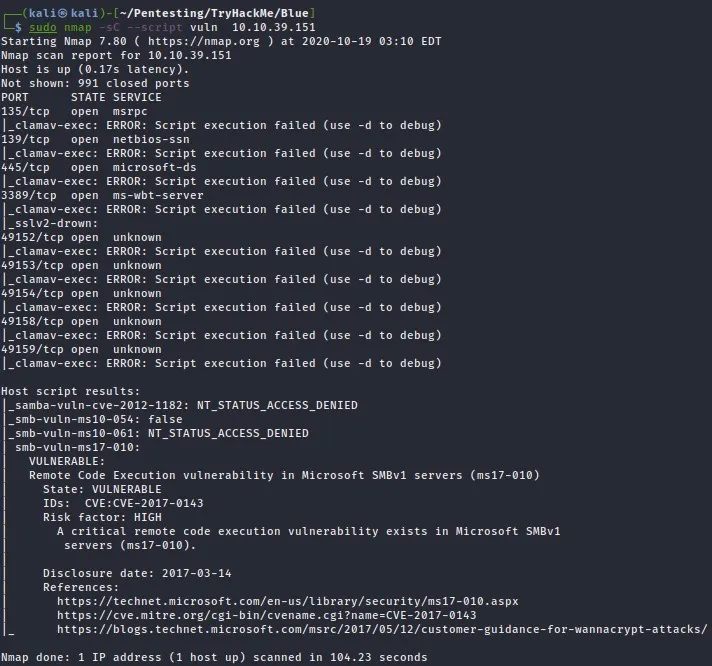 ┌──(kali㉿kali)-[~/Pentesting/TryHackMe/Blue]
└─$ sudo nmap -sC --script vuln  10.10.39.151
Starting Nmap 7.80 ( https://nmap.org ) at 2020-10-19 03:10 EDT
Nmap scan report for 10.10.39.151
Host is up (0.17s latency).
Not shown: 991 closed ports
PORT      STATE SERVICE
135/tcp   open  msrpc
|_clamav-exec: ERROR: Script execution failed (use -d to debug)
139/tcp   open  netbios-ssn
|_clamav-exec: ERROR: Script execution failed (use -d to debug)
445/tcp   open  microsoft-ds
|_clamav-exec: ERROR: Script execution failed (use -d to debug)
3389/tcp  open  ms-wbt-server
|_clamav-exec: ERROR: Script execution failed (use -d to debug)
|_sslv2-drown:
49152/tcp open  unknown
|_clamav-exec: ERROR: Script execution failed (use -d to debug)
49153/tcp open  unknown
|_clamav-exec: ERROR: Script execution failed (use -d to debug)
49154/tcp open  unknown
|_clamav-exec: ERROR: Script execution failed (use -d to debug)
49158/tcp open  unknown
|_clamav-exec: ERROR: Script execution failed (use -d to debug)
49159/tcp open  unknown
|_clamav-exec: ERROR: Script execution failed (use -d to debug)

Host script results:
|_samba-vuln-cve-2012-1182: NT_STATUS_ACCESS_DENIED
|_smb-vuln-ms10-054: false
|_smb-vuln-ms10-061: NT_STATUS_ACCESS_DENIED
| smb-vuln-ms17-010:
|   VULNERABLE:
|   Remote Code Execution vulnerability in Microsoft SMBv1 servers (ms17-010)
|     State: VULNERABLE
|     IDs:  CVE:CVE-2017-0143
|     Risk factor: HIGH
|       A critical remote code execution vulnerability exists in Microsoft SMBv1
|        servers (ms17-010).
|
|     Disclosure date: 2017-03-14
|     References:
|       https://technet.microsoft.com/en-us/library/security/ms17-010.aspx
|       https://cve.mitre.org/cgi-bin/cvename.cgi?name=CVE-2017-0143
|_      https://blogs.technet.microsoft.com/msrc/2017/05/12/customer-guidance-for-wannacrypt-attacks/

Nmap done: 1 IP address (1 host up) scanned in 104.23 seconds